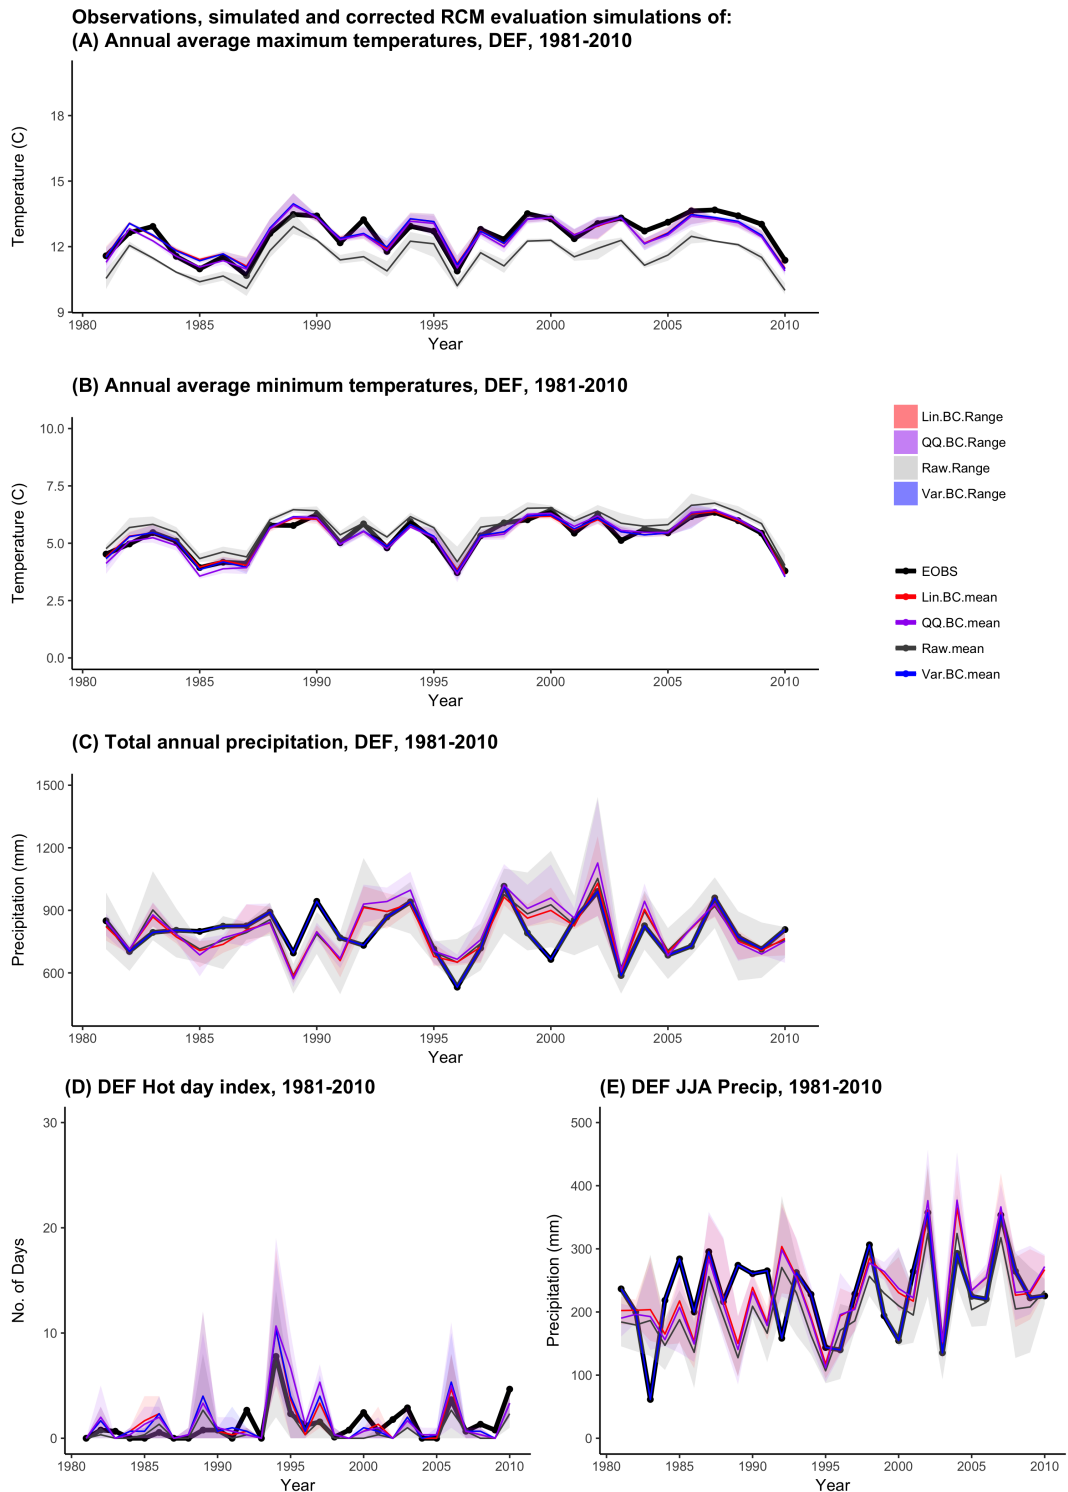 Observations, simulated and corrected RCM evaluation simulations of:
(A) Annual average maximum temperatures, DEF, 1981-2010
Temperature (C)
18
15
12
9
1980 1985 1990 1995 2000 2005 2010
Year
(B) Annual average minimum temperatures, DEF, 1981-2010
Temperature (C)
10.0
7.5
5.0
2.5
0.0
1980 1985 1990 1995 2000 2005 2010
Year
Lin.BC.Range
QQ.BC.Range
Raw.Range
Var.BC.Range
EOBS
Lin.BC.mean
QQ.BC.mean
Raw.mean
Var.BC.mean
(C) Total annual precipitation, DEF, 1981-2010
Precipitation (mm)
1500
1200
900
600
1980 1985 1990 1995 2000 2005 2010
Year
(D) DEF Hot day index, 1981-2010
No. of Days
30
20
10
0
1980 1985 1990 1995 2000 2005 2010
Year
(E) DEF JJA Precip, 1981-2010
Precipitation (mm)
500
400
300
200
100
0
1980 1985 1990 1995 2000 2005 2010
Year